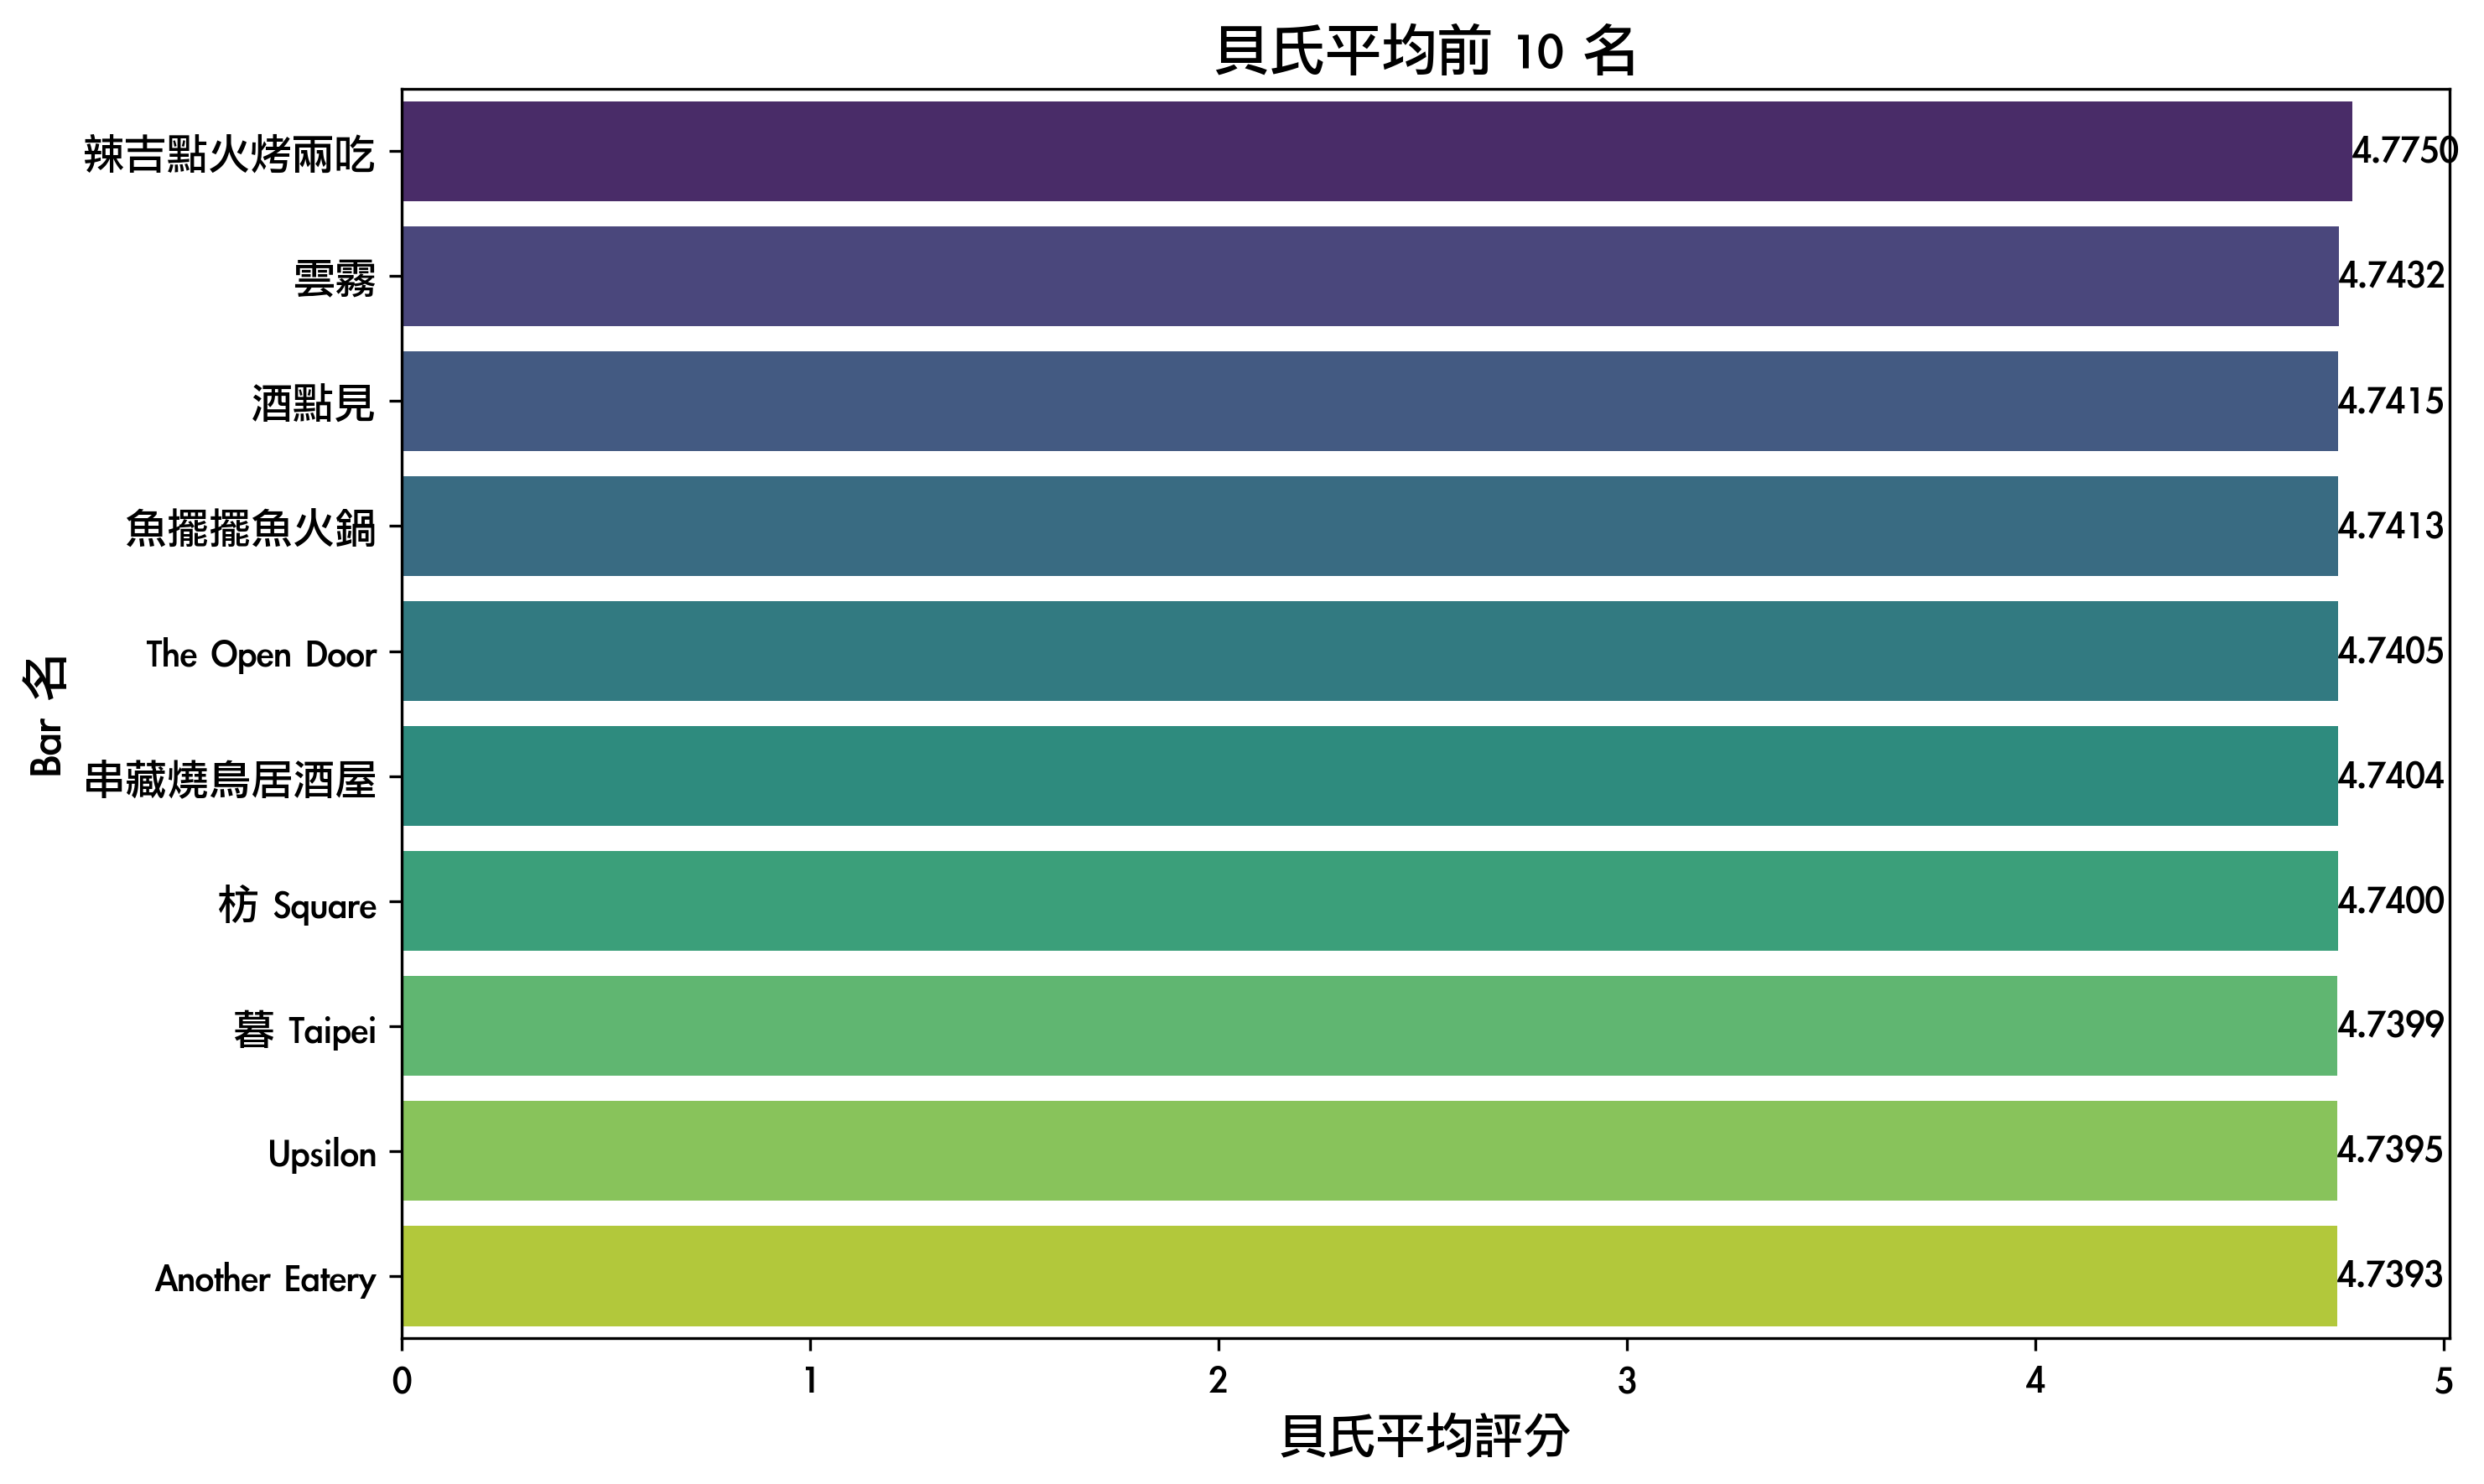 貝氏平均前 10 名
辣吉點火烤兩吃 4.7750
雲霧 4.7432
酒點見 4.7415
魚擺擺魚火鍋 4.7413
The Open Door 4.7405
串藏燒鳥居酒屋 4.7404
枋 Square 4.7400
暮 Taipei 4.7399
Upsilon 4.7395
Another Eatery 4.7393
Bar 名
0 1 2 3 4 5
貝氏平均評分